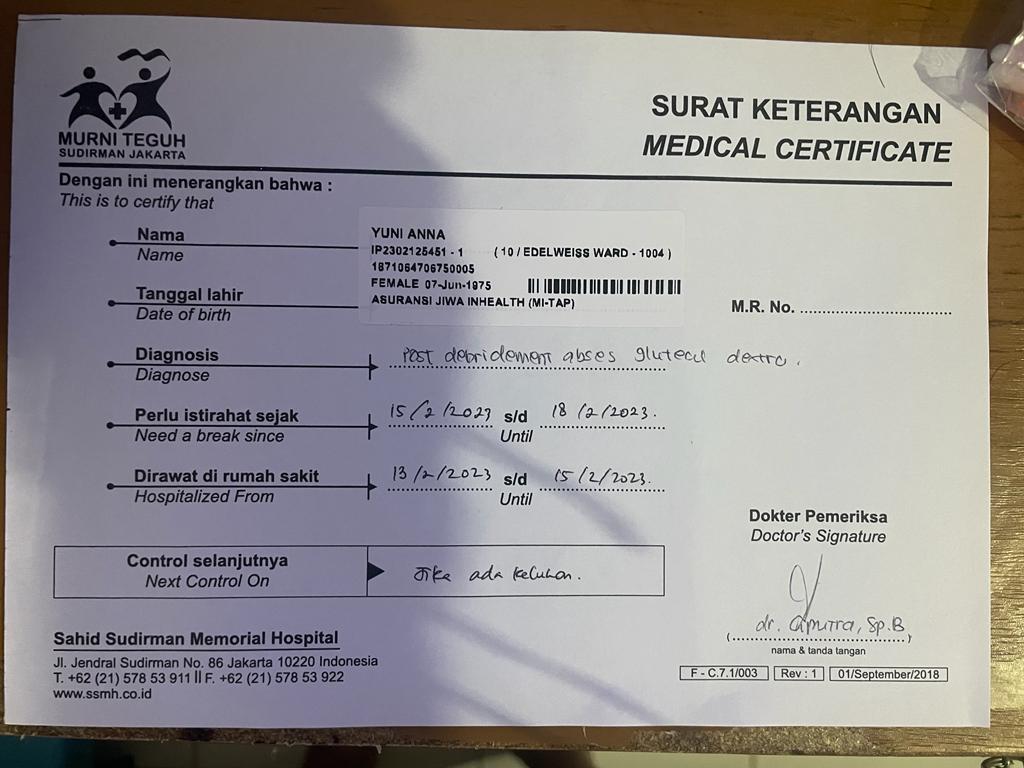 MURNI TEGUH
SUDIRMAN JAKARTA
SURAT KETERANGAN
MEDICAL CERTIFICATE
Dengan ini menerangkan bahwa :
This is to certify that
Nama
Name
YUNI ANNA
IP2302125451 - 1 ( 10 / EDELWEISS WARD - 1004 )
1871064706750005
FEMALE 07-Jun-1975
ASURANSI JIWA INHEALTH (MI-TAP)
Tanggal lahir
Date of birth
M.R. No. ........................................
Diagnosis
Diagnose
Post debridement abses gluteal dextra.
Perlu istirahat sejak 15/2/2023 s/d 18/2/2023.
Need a break since Until
Dirawat di rumah sakit 13/2/2023 s/d 15/2/2023.
Hospitalized From Until
Dokter Pemeriksa
Doctor's Signature
Control selanjutnya
Next Control On
Jika ada keluhan.
dr. Saputra, Sp.B
nama & tanda tangan
Sahid Sudirman Memorial Hospital
Jl. Jendral Sudirman No. 86 Jakarta 10220 Indonesia
T. +62 (21) 578 53 911 || F. +62 (21) 578 53 922
www.ssmh.co.id
F - C.7.1/003 Rev : 1 01/September/2018